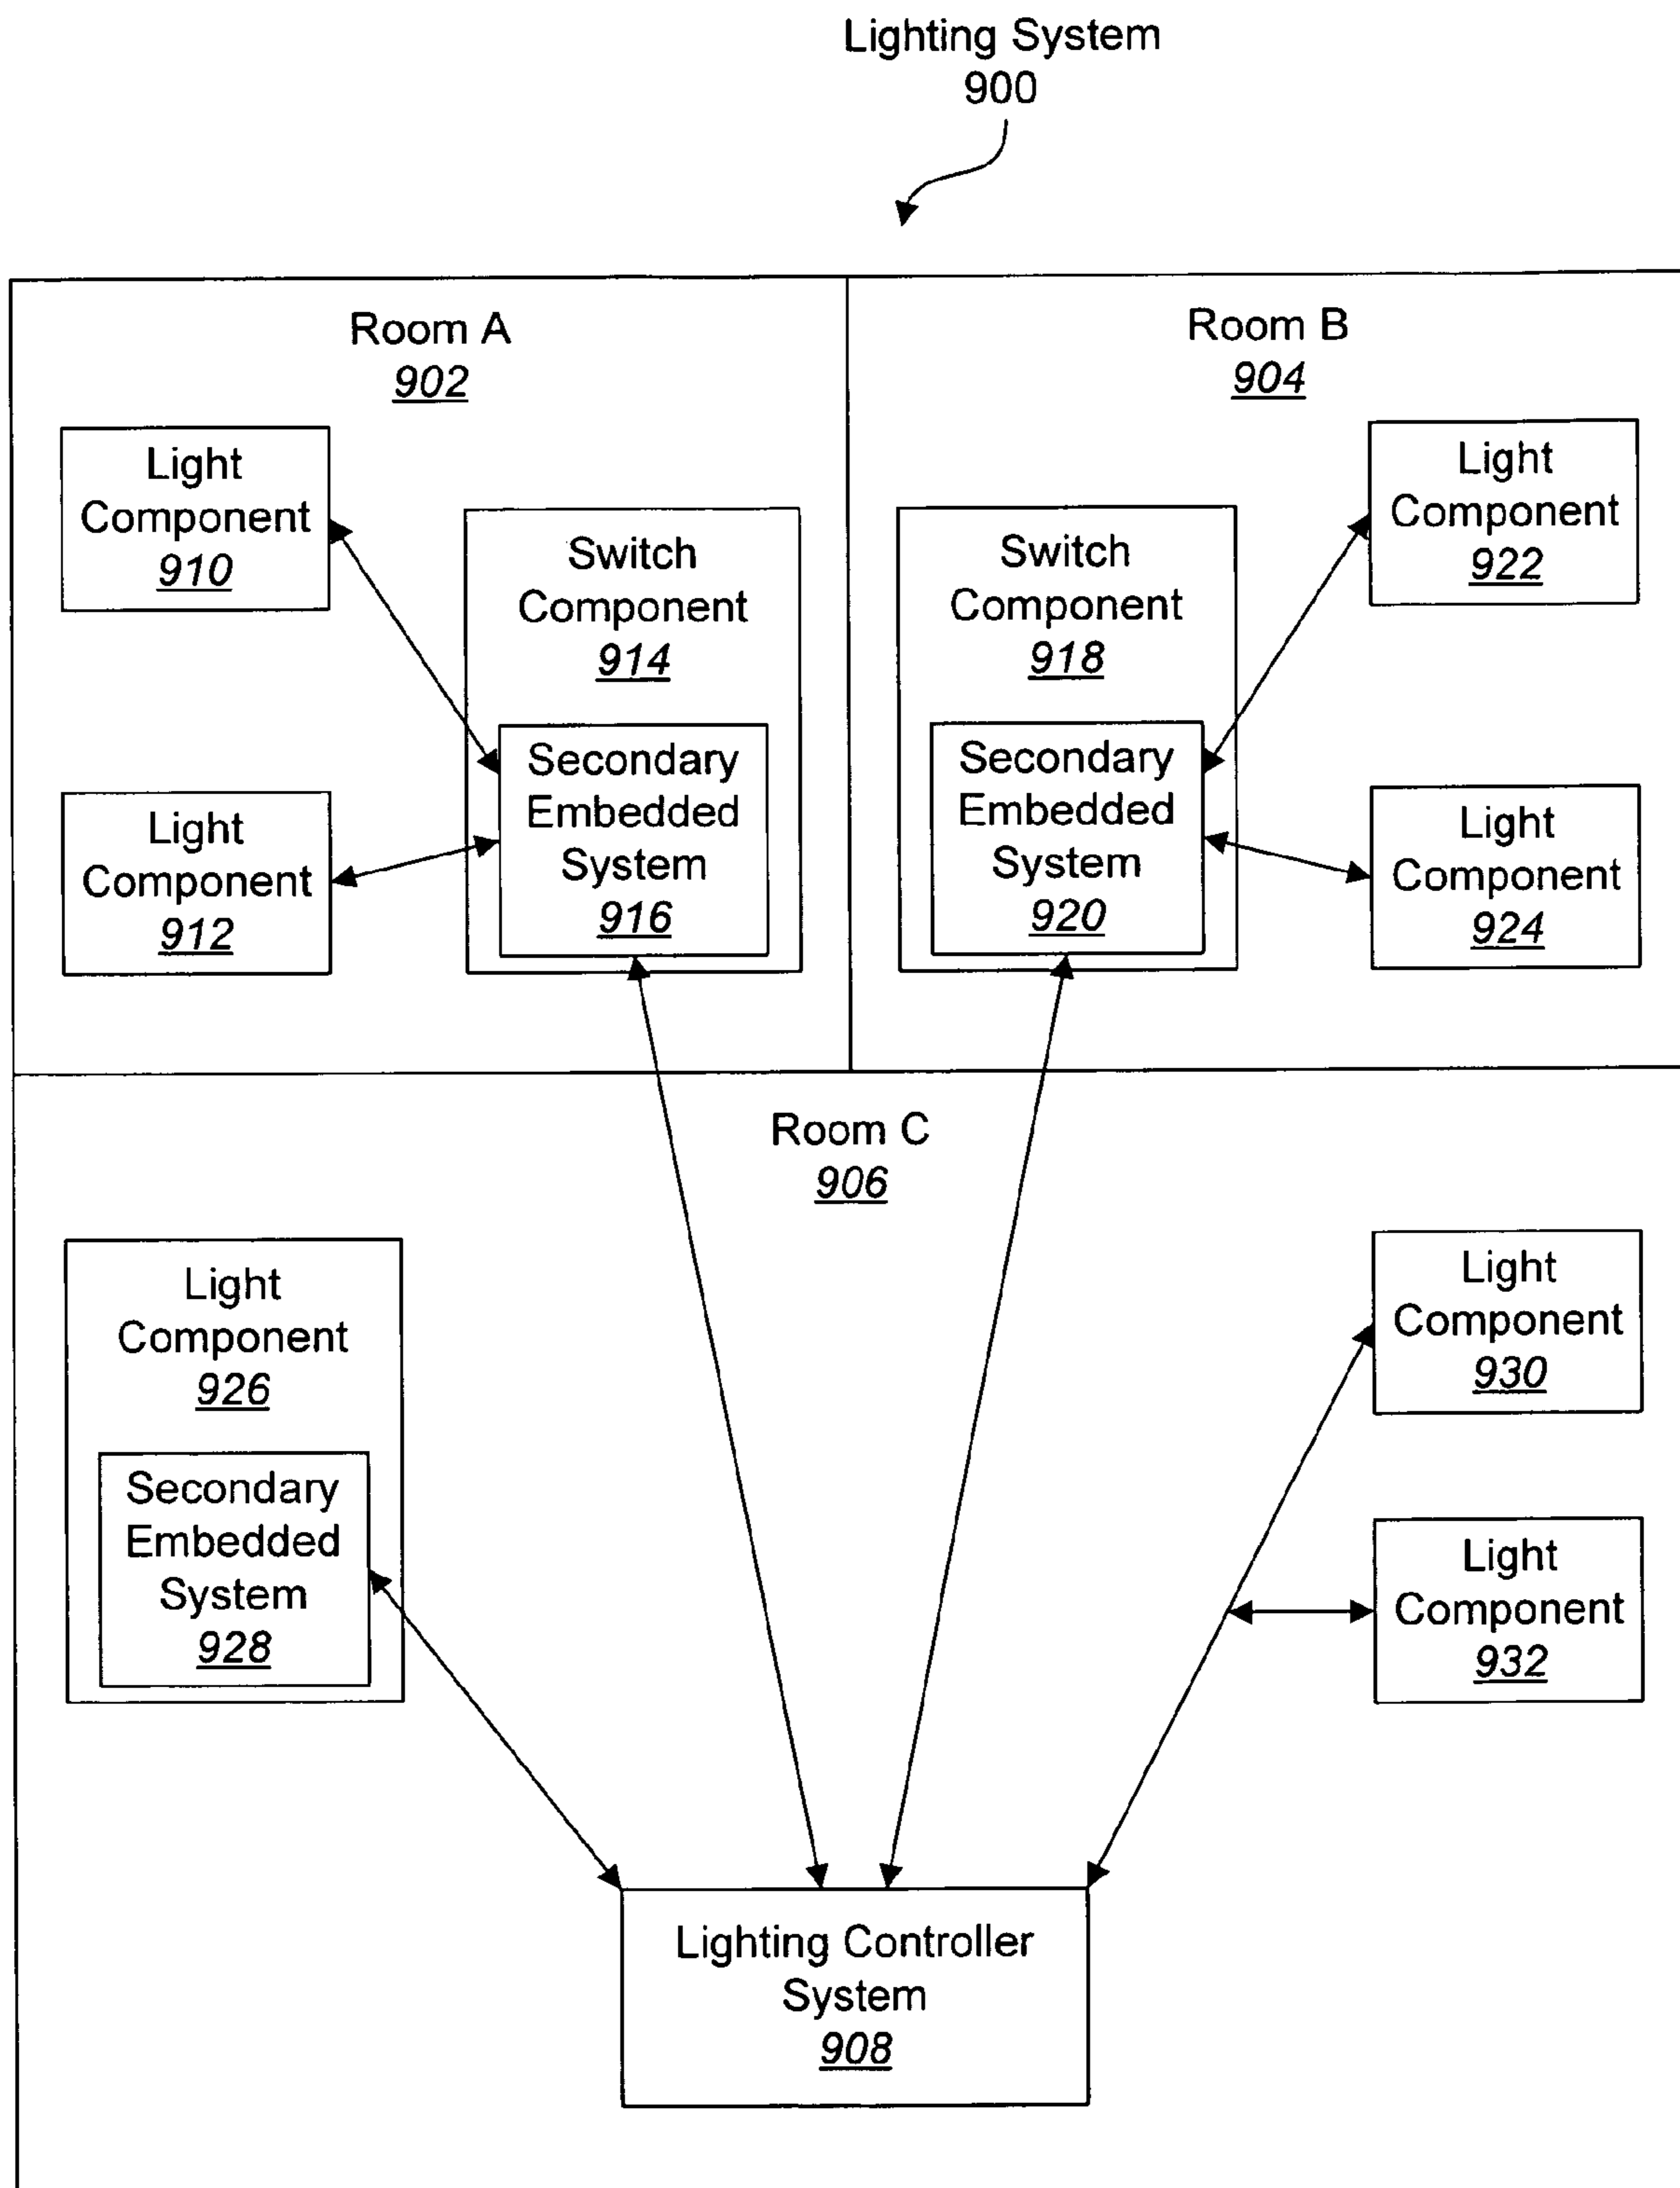 Lighting System
900
Room A
902
Light
Component
910
Switch
Component
914
Secondary
Embedded
System
916
Light
Component
912
Room B
904
Switch
Component
918
Secondary
Embedded
System
920
Light
Component
922
Light
Component
924
Room C
906
Light
Component
926
Secondary
Embedded
System
928
Light
Component
930
Light
Component
932
Lighting Controller
System
908